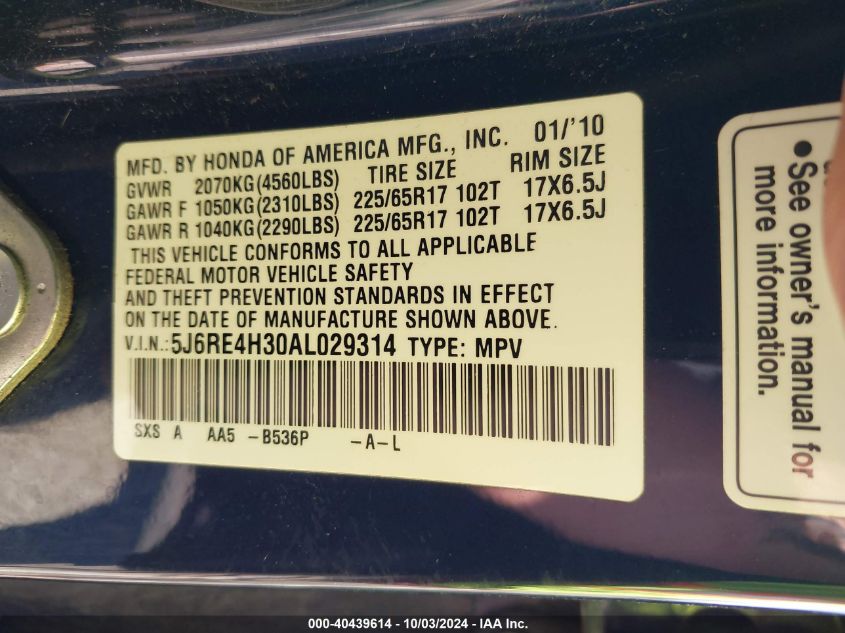 MFD. BY HONDA OF AMERICA MFG., INC. 01/'10
GVWR 2070KG(4560LBS) TIRE SIZE RIM SIZE
GAWR F 1050KG(2310LBS) 225/65R17 102T 17X6.5J
GAWR R 1040KG(2290LBS) 225/65R17 102T 17X6.5J
THIS VEHICLE CONFORMS TO ALL APPLICABLE
FEDERAL MOTOR VEHICLE SAFETY
AND THEFT PREVENTION STANDARDS IN EFFECT
ON THE DATE OF MANUFACTURE SHOWN ABOVE.
V.I.N.:5J6RE4H30AL029314 TYPE: MPV
SXS A AA5 -B536P -A-L
●See owner's manual for
more information.
000-40439614 - 10/03/2024 - IAA Inc.